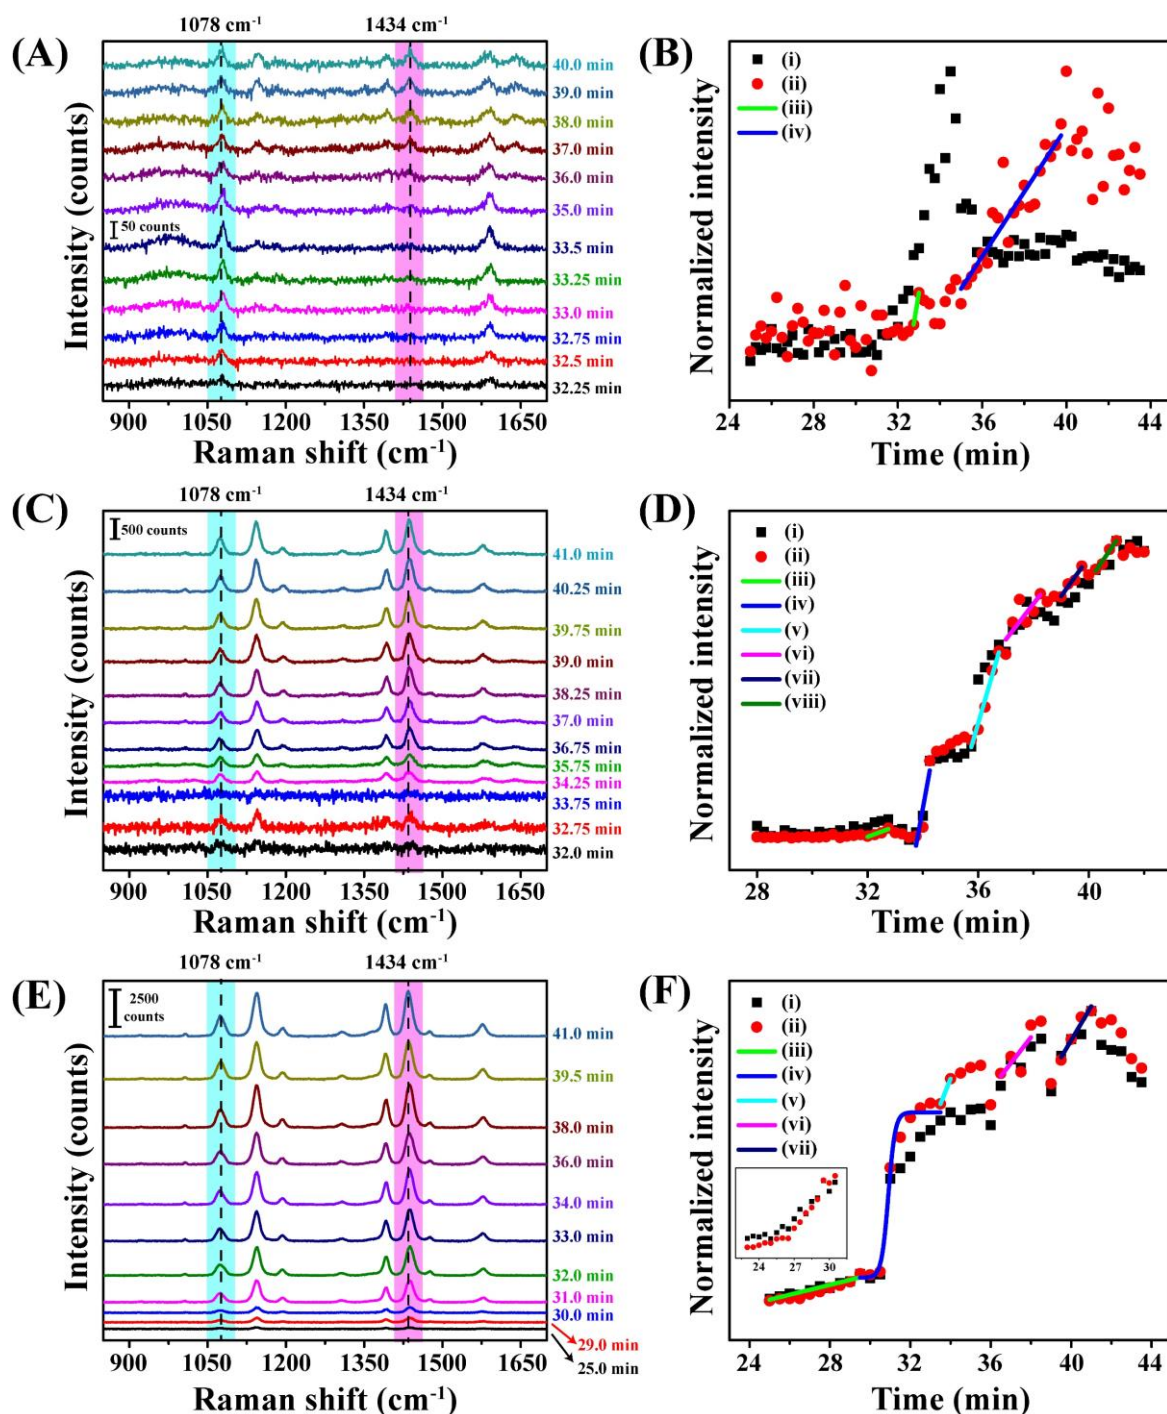 1078 cm⁻¹ 1434 cm⁻¹
(A)
Intensity (counts)
50 counts
40.0 min
39.0 min
38.0 min
37.0 min
36.0 min
35.0 min
33.5 min
33.25 min
33.0 min
32.75 min
32.5 min
32.25 min
900 1050 1200 1350 1500 1650
Raman shift (cm⁻¹)
(B)
Normalized intensity
(i)
(ii)
(iii)
(iv)
24 28 32 36 40 44
Time (min)
1078 cm⁻¹ 1434 cm⁻¹
(C)
Intensity (counts)
500 counts
41.0 min
40.25 min
39.75 min
39.0 min
38.25 min
37.0 min
36.75 min
35.75 min
34.25 min
33.75 min
32.75 min
32.0 min
900 1050 1200 1350 1500 1650
Raman shift (cm⁻¹)
(D)
Normalized intensity
(i)
(ii)
(iii)
(iv)
(v)
(vi)
(vii)
(viii)
28 32 36 40
Time (min)
1078 cm⁻¹ 1434 cm⁻¹
(E)
Intensity (counts)
2500
counts
41.0 min
39.5 min
38.0 min
36.0 min
34.0 min
33.0 min
32.0 min
31.0 min
30.0 min
29.0 min
25.0 min
900 1050 1200 1350 1500 1650
Raman shift (cm⁻¹)
(F)
Normalized intensity
(i)
(ii)
(iii)
(iv)
(v)
(vi)
(vii)
24 27 30
24 28 32 36 40 44
Time (min)